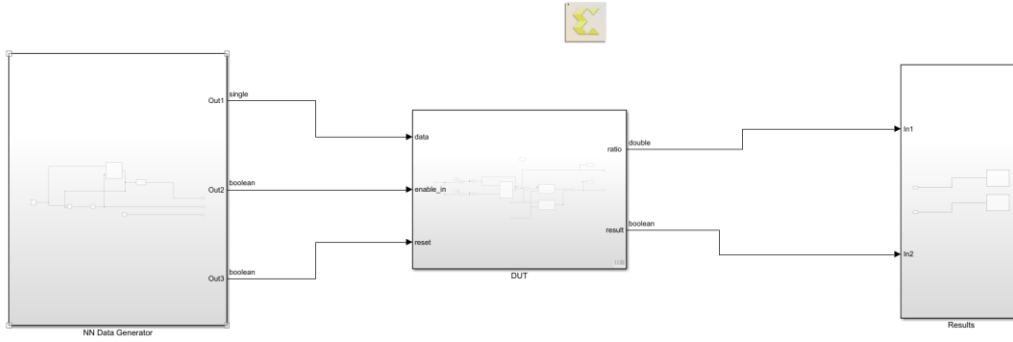 single
Out1
data
In1
double
ratio
boolean
Out2
enable_in
boolean
result
reset
In2
boolean
Out3
DUT
NN Data Generator
Results